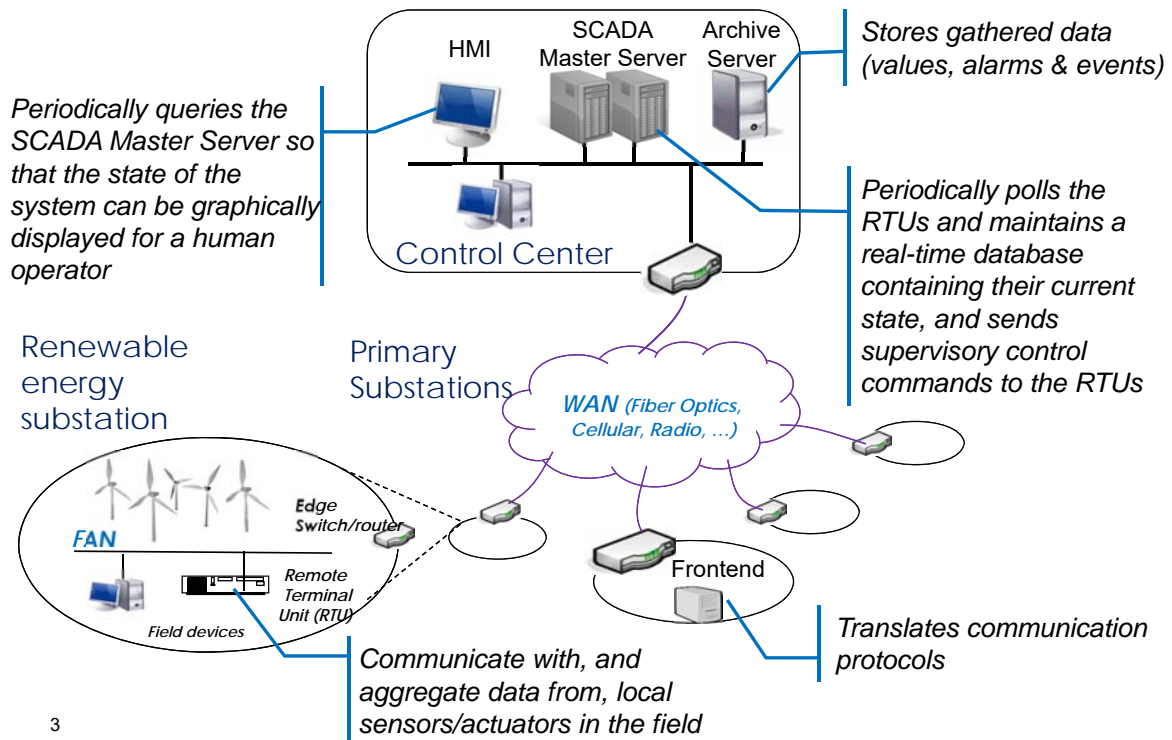 HMI
SCADA
Master Server
Archive
Server
Stores gathered data
(values, alarms & events)
Periodically queries the
SCADA Master Server so
that the state of the
system can be graphically
displayed for a human
operator
Periodically polls the
RTUs and maintains a
real-time database
containing their current
state, and sends
supervisory control
commands to the RTUs
Control Center
Renewable
energy
substation
Primary
Substations
WAN (Fiber Optics,
Cellular, Radio, …)
Edge
Switch/router
FAN
Remote
Terminal
Unit (RTU)
Field devices
Frontend
Translates communication
protocols
Communicate with, and
aggregate data from, local
sensors/actuators in the field
3